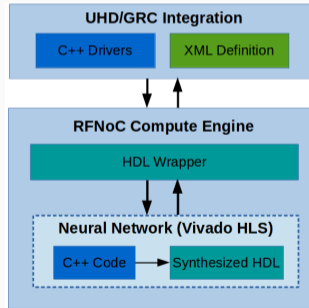 UHD/GRC Integration
C++ Drivers
XML Definition
RFNoC Compute Engine
HDL Wrapper
Neural Network (Vivado HLS)
C++ Code
Synthesized HDL